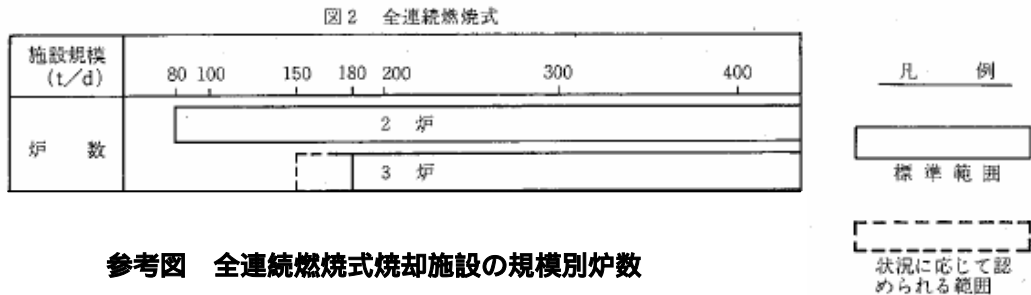 図2 全連続燃焼式
施設規模
(t/d)
80 100 150 180 200 300 400
炉 数
2 炉
3 炉
凡 例
標準範囲
状況に応じて認
められる範囲
参考図 全連続燃焼式焼却施設の規模別炉数